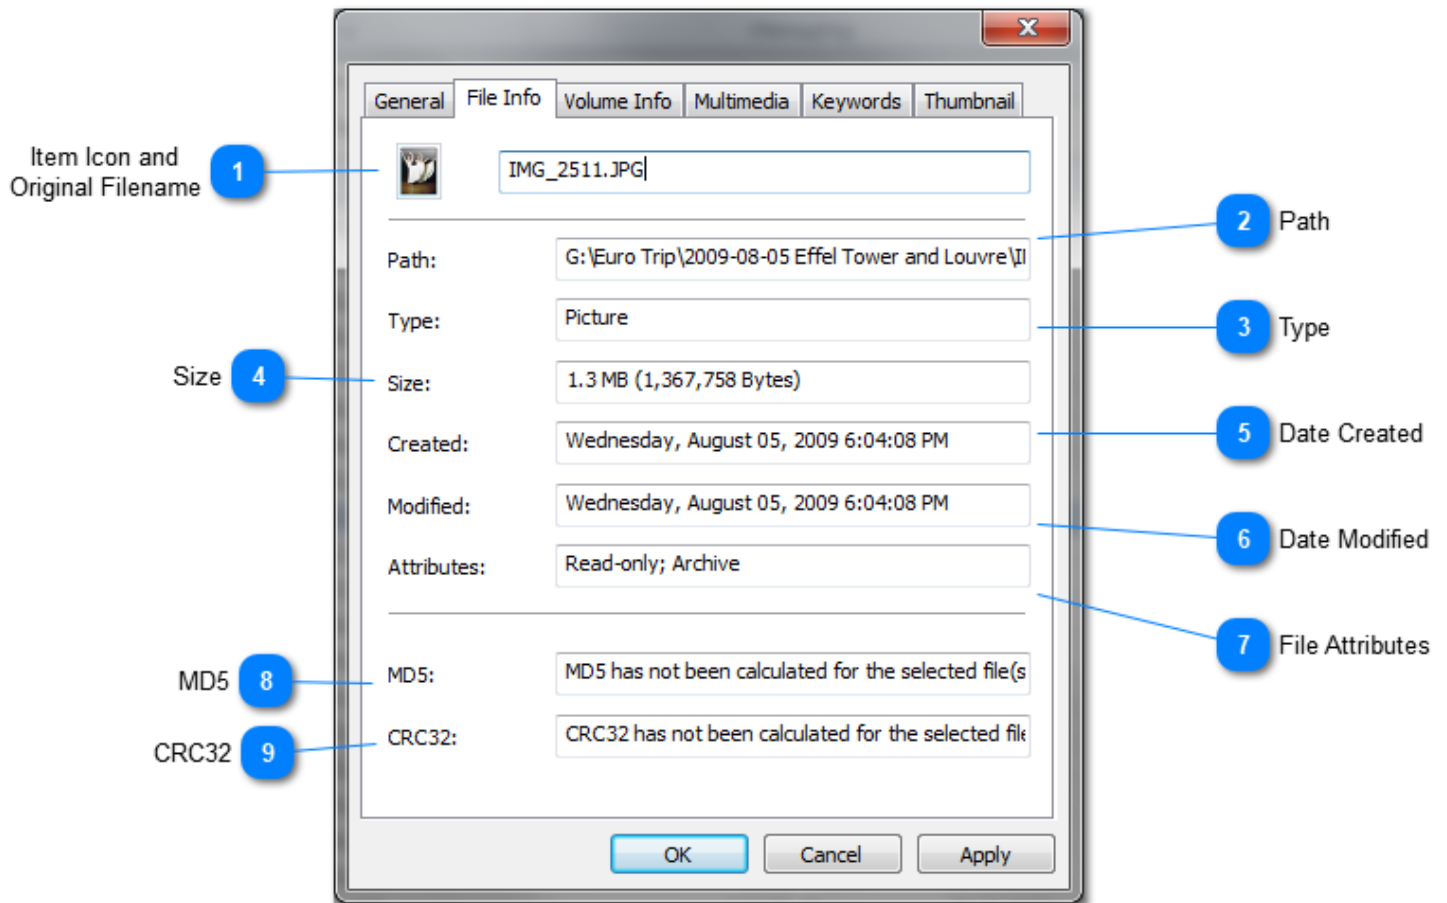 General File Info Volume Info Multimedia Keywords Thumbnail
Item Icon and
Original Filename
1
IMG_2511.JPG
2 Path
Path: G:\Euro Trip\2009-08-05 Effel Tower and Louvre\
Type: Picture
3 Type
Size 4
Size: 1.3 MB (1,367,758 Bytes)
Created: Wednesday, August 05, 2009 6:04:08 PM
5 Date Created
Modified: Wednesday, August 05, 2009 6:04:08 PM
6 Date Modified
Attributes: Read-only; Archive
7 File Attributes
MD5 8
MD5: MD5 has not been calculated for the selected file(s
CRC32 9
CRC32: CRC32 has not been calculated for the selected file
OK Cancel Apply